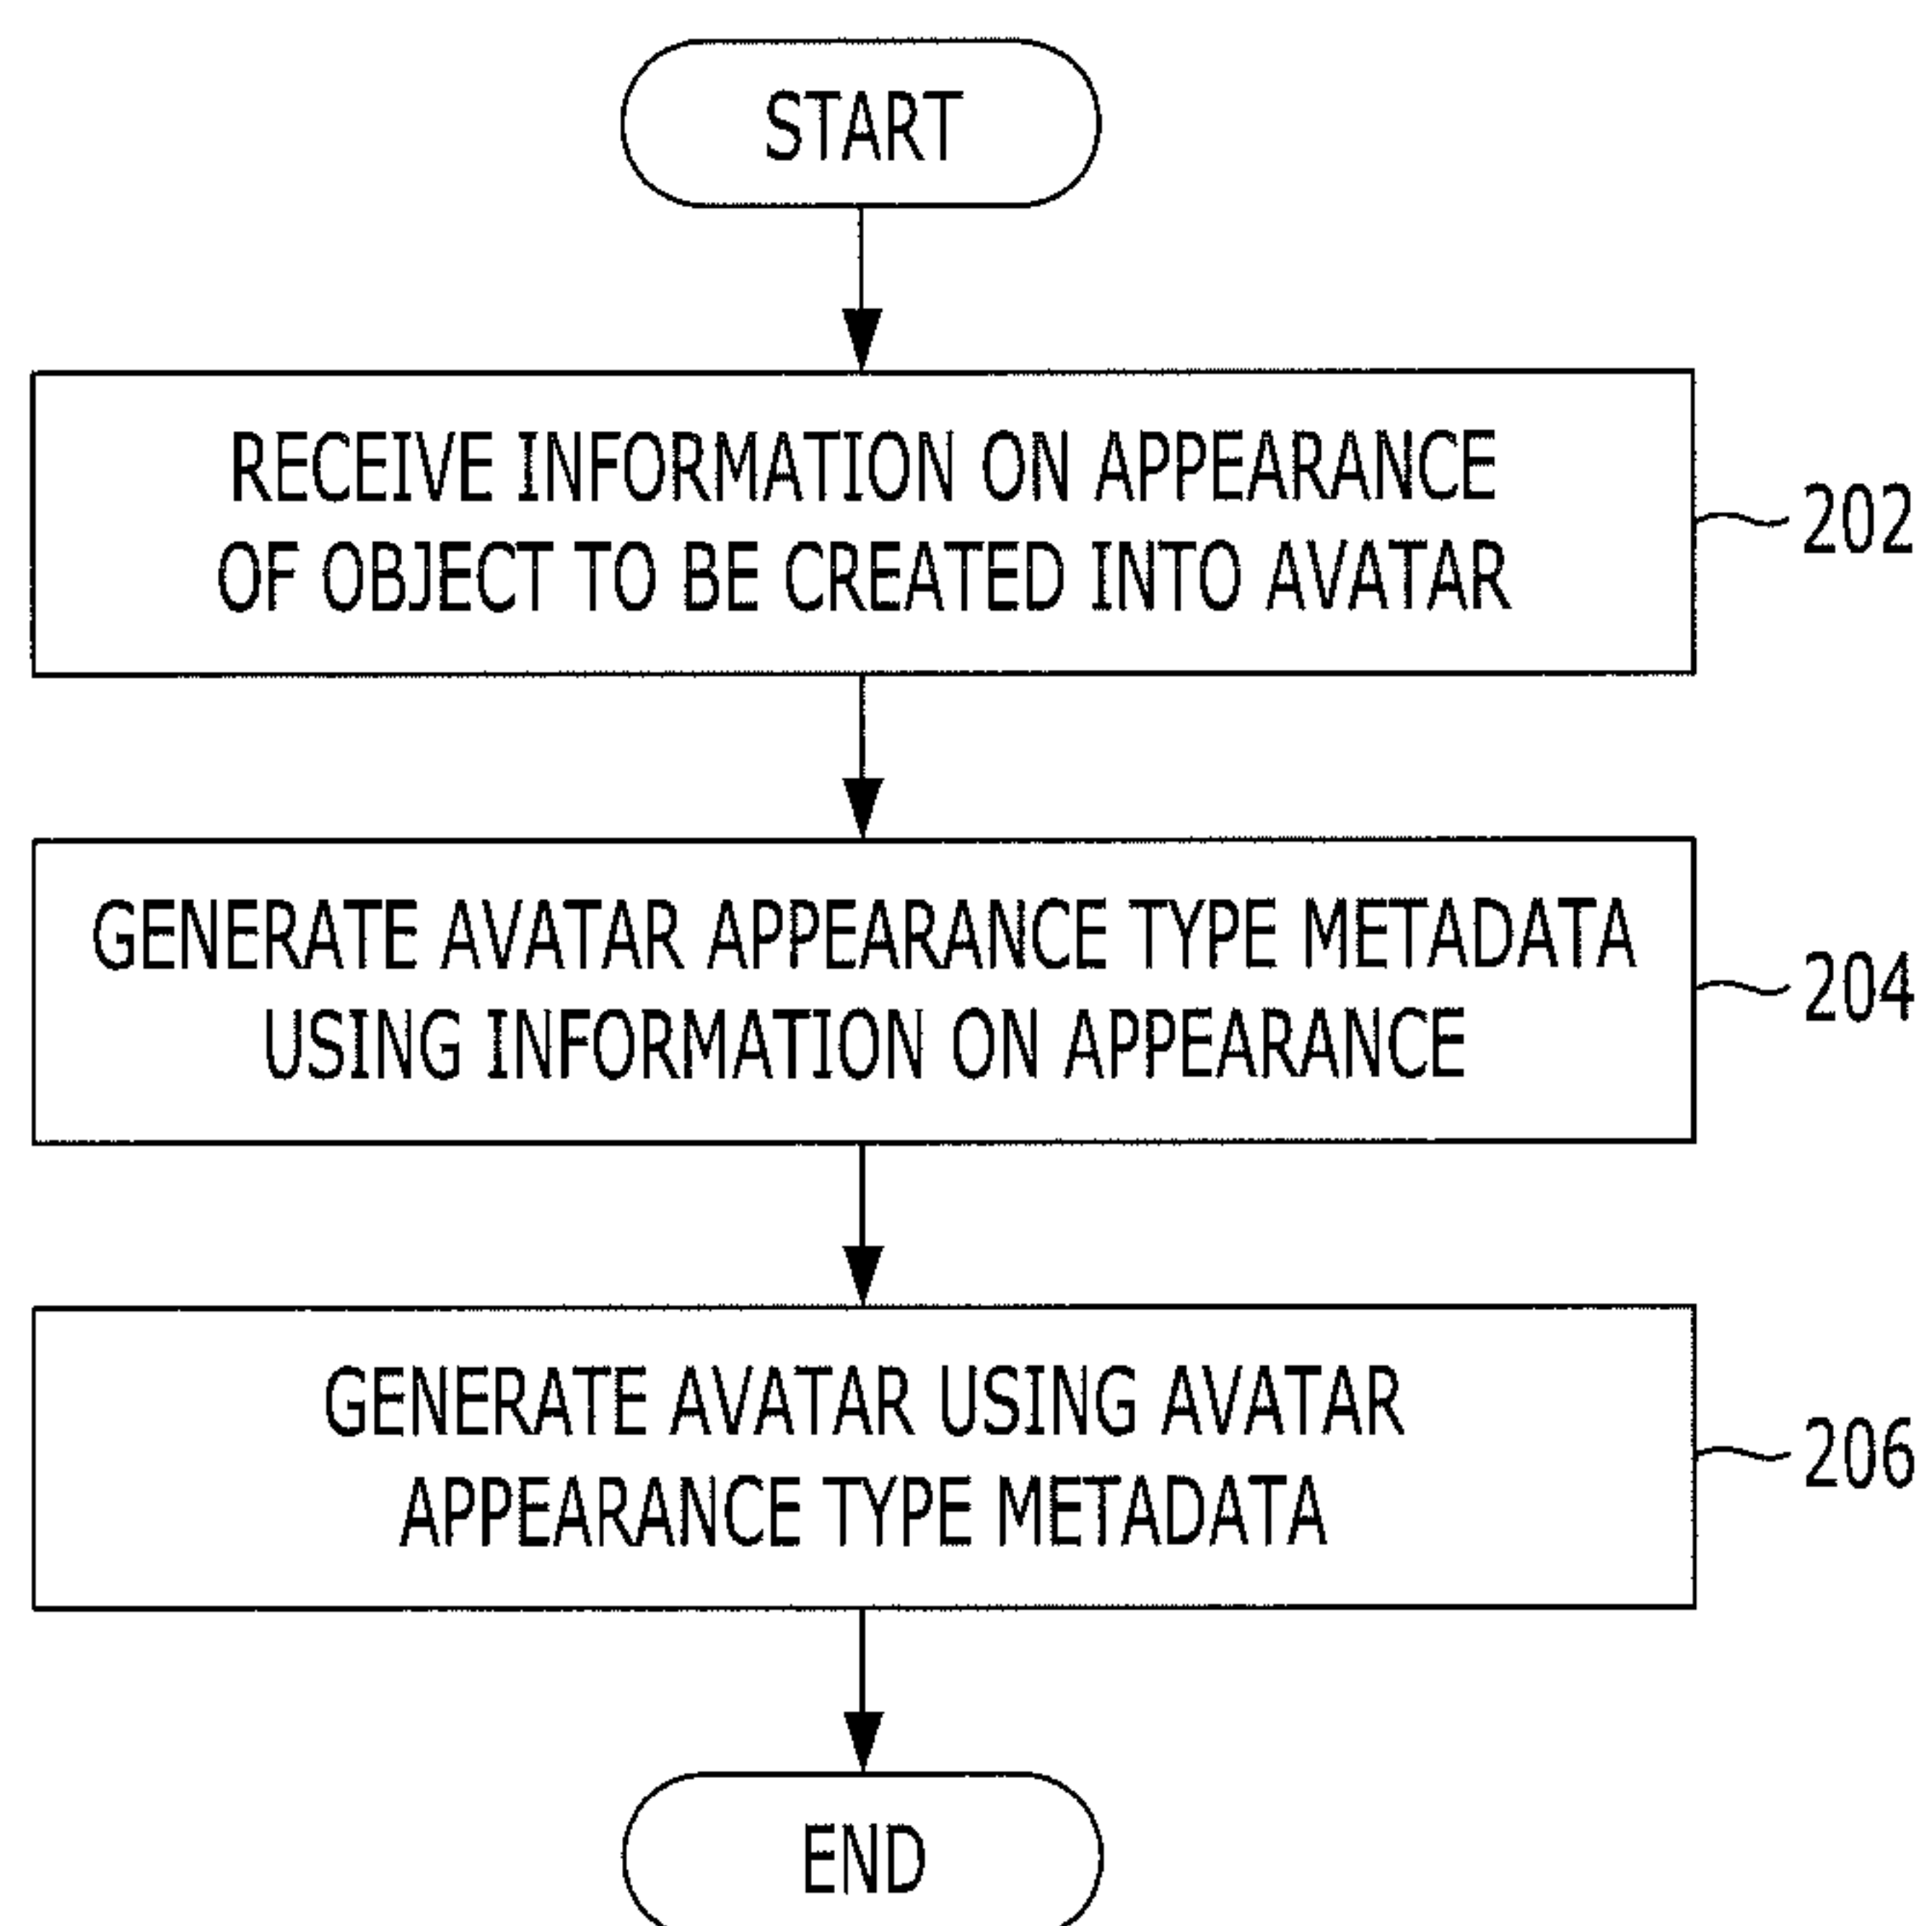 START
RECEIVE INFORMATION ON APPEARANCE
OF OBJECT TO BE CREATED INTO AVATAR
202
GENERATE AVATAR APPEARANCE TYPE METADATA
USING INFORMATION ON APPEARANCE
204
GENERATE AVATAR USING AVATAR
APPEARANCE TYPE METADATA
206
END